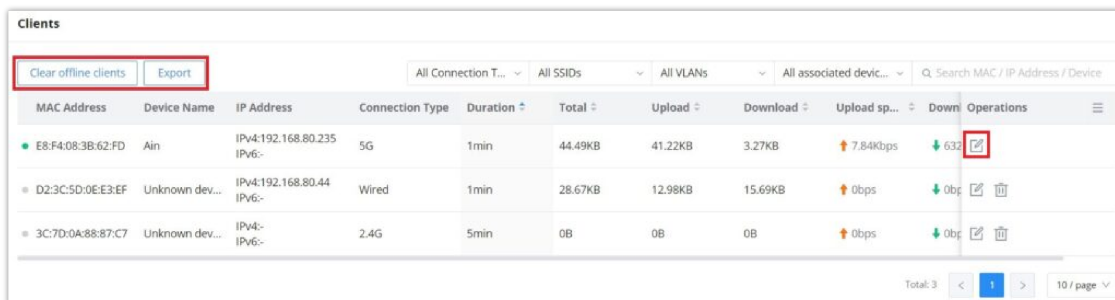 Clients
Clear offline clients Export All Connection T... All SSIDs All VLANs All associated devic... Search MAC / IP Address / Device
MAC Address Device Name IP Address Connection Type Duration Total Upload Download Upload sp... Down Operations
E8:F4:08:3B:62:FD Ain IPv4:192.168.80.235 5G 1min 44.49KB 41.22KB 3.27KB 7.84Kbps 632
IPv6:-
D2:3C:5D:0E:E3:EF Unknown dev... IPv4:192.168.80.44 Wired 1min 28.67KB 12.98KB 15.69KB 0bps 0bp
IPv6:-
3C:7D:0A:88:87:C7 Unknown dev... IPv4:- 2.4G 5min 0B 0B 0B 0bps 0bp
IPv6:-
Total: 3 < 1 > 10 / page